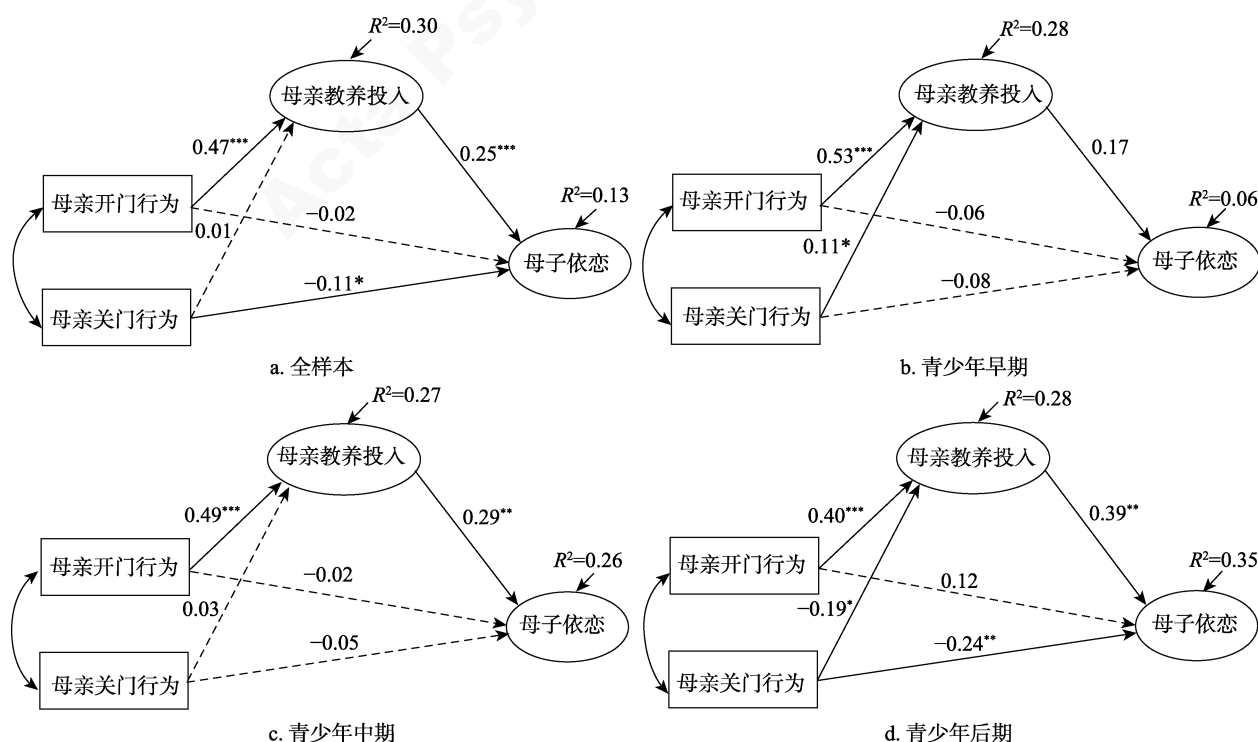 Acta Psy
R²=0.30
母亲教养投入
0.47***
0.25***
母亲开门行为
0.01
−0.02
R²=0.13
母子依恋
母亲关门行为
−0.11*
a. 全样本
R²=0.28
母亲教养投入
0.53***
0.17
母亲开门行为
0.11*
−0.06
R²=0.06
母子依恋
母亲关门行为
−0.08
b. 青少年早期
R²=0.27
母亲教养投入
0.49***
0.29**
母亲开门行为
0.03
−0.02
R²=0.26
母子依恋
母亲关门行为
−0.05
c. 青少年中期
R²=0.28
母亲教养投入
0.40***
0.39**
母亲开门行为
−0.19*
0.12
R²=0.35
母子依恋
母亲关门行为
−0.24**
d. 青少年后期